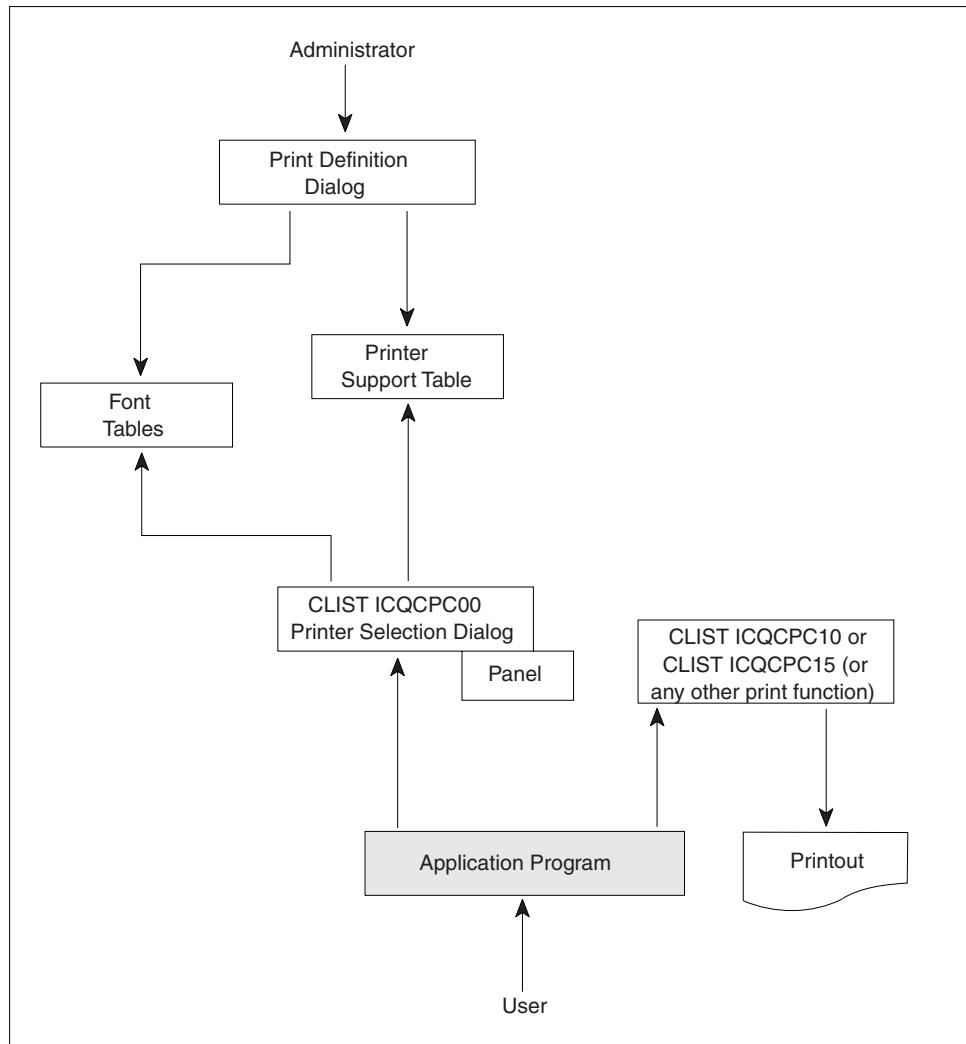 Administrator
Print Definition
Dialog
Printer
Support Table
Font
Tables
CLIST ICQCPC00
Printer Selection Dialog
Panel
CLIST ICQCPC10 or
CLIST ICQCPC15 (or
any other print function)
Application Program
Printout
User